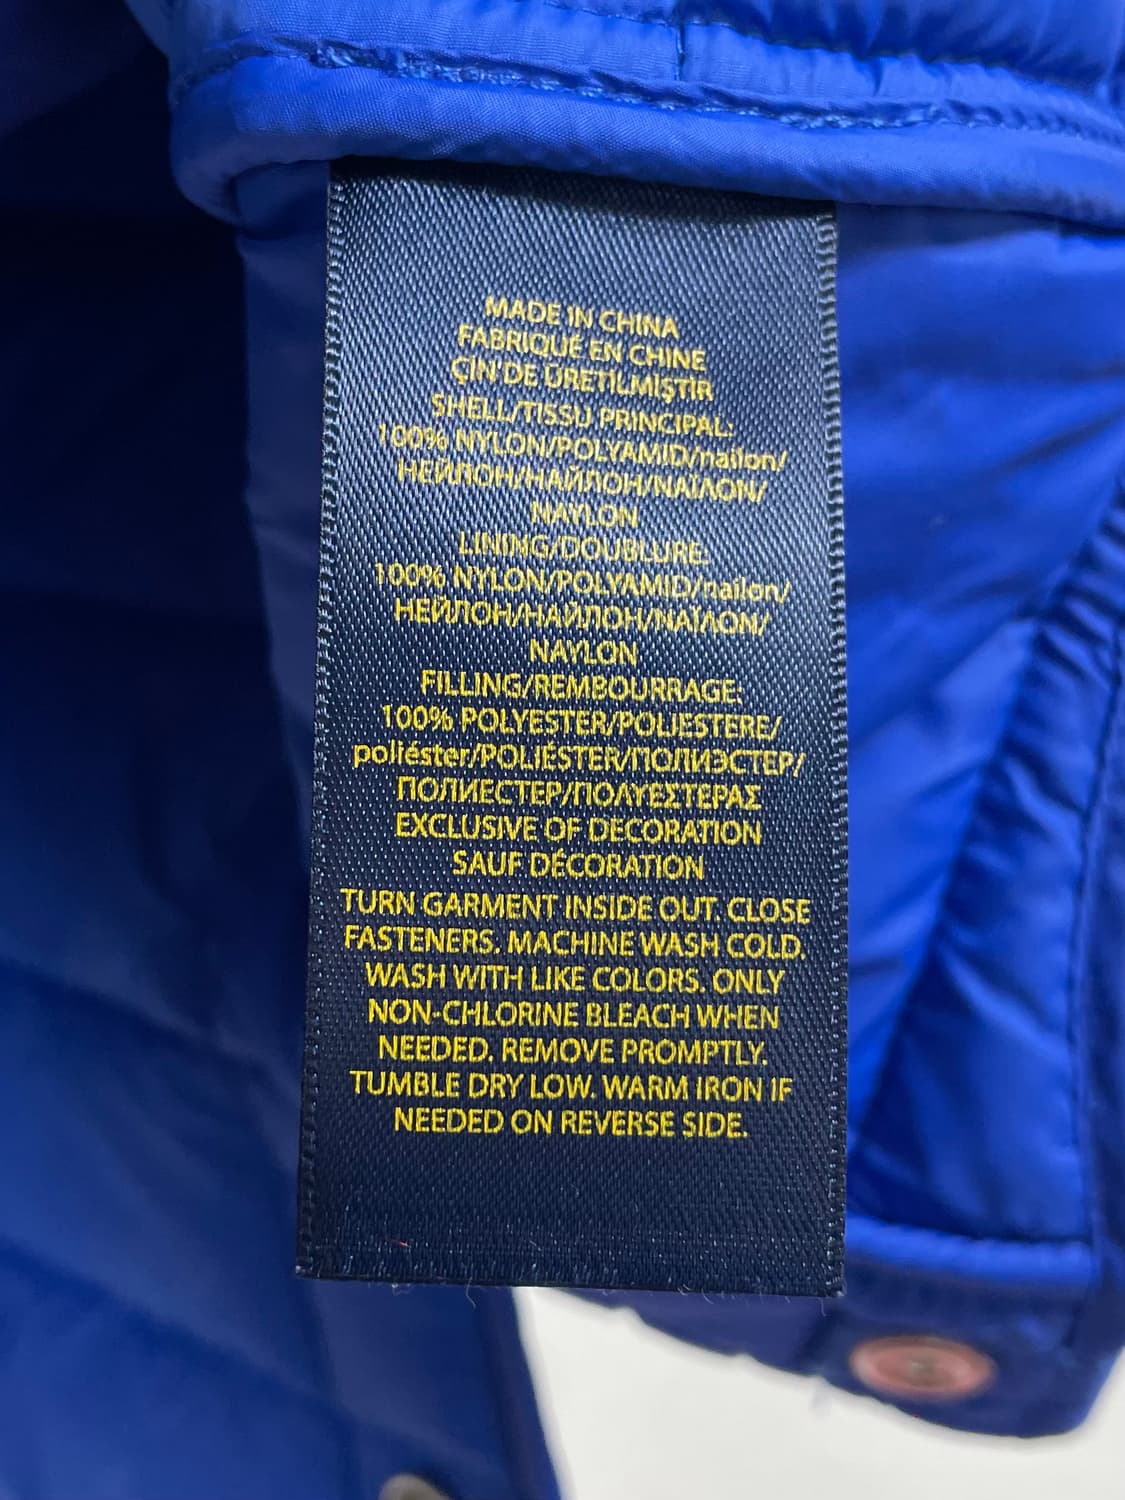 MADE IN CHINA
FABRIQUÉ EN CHINE
ÇİN'DE ÜRETİLMİŞTİR
SHELL/TISSU PRINCIPAL:
100% NYLON/POLYAMID/nailon/
НЕЙЛОН/НАЙЛОН/ΝΑΪΛΟΝ/
NAYLON
LINING/DOUBLURE:
100% NYLON/POLYAMID/nailon/
НЕЙЛОН/НАЙЛОН/ΝΑΪΛΟΝ/
NAYLON
FILLING/REMBOURRAGE:
100% POLYESTER/POLIESTERE/
poliéster/POLIÉSTER/ПОЛИЭСТЕР/
ПОЛИЕСТЕР/ΠΟΛΥΕΣΤΕΡΑΣ
EXCLUSIVE OF DECORATION
SAUF DÉCORATION
TURN GARMENT INSIDE OUT. CLOSE
FASTENERS. MACHINE WASH COLD.
WASH WITH LIKE COLORS. ONLY
NON-CHLORINE BLEACH WHEN
NEEDED. REMOVE PROMPTLY.
TUMBLE DRY LOW. WARM IRON IF
NEEDED ON REVERSE SIDE.